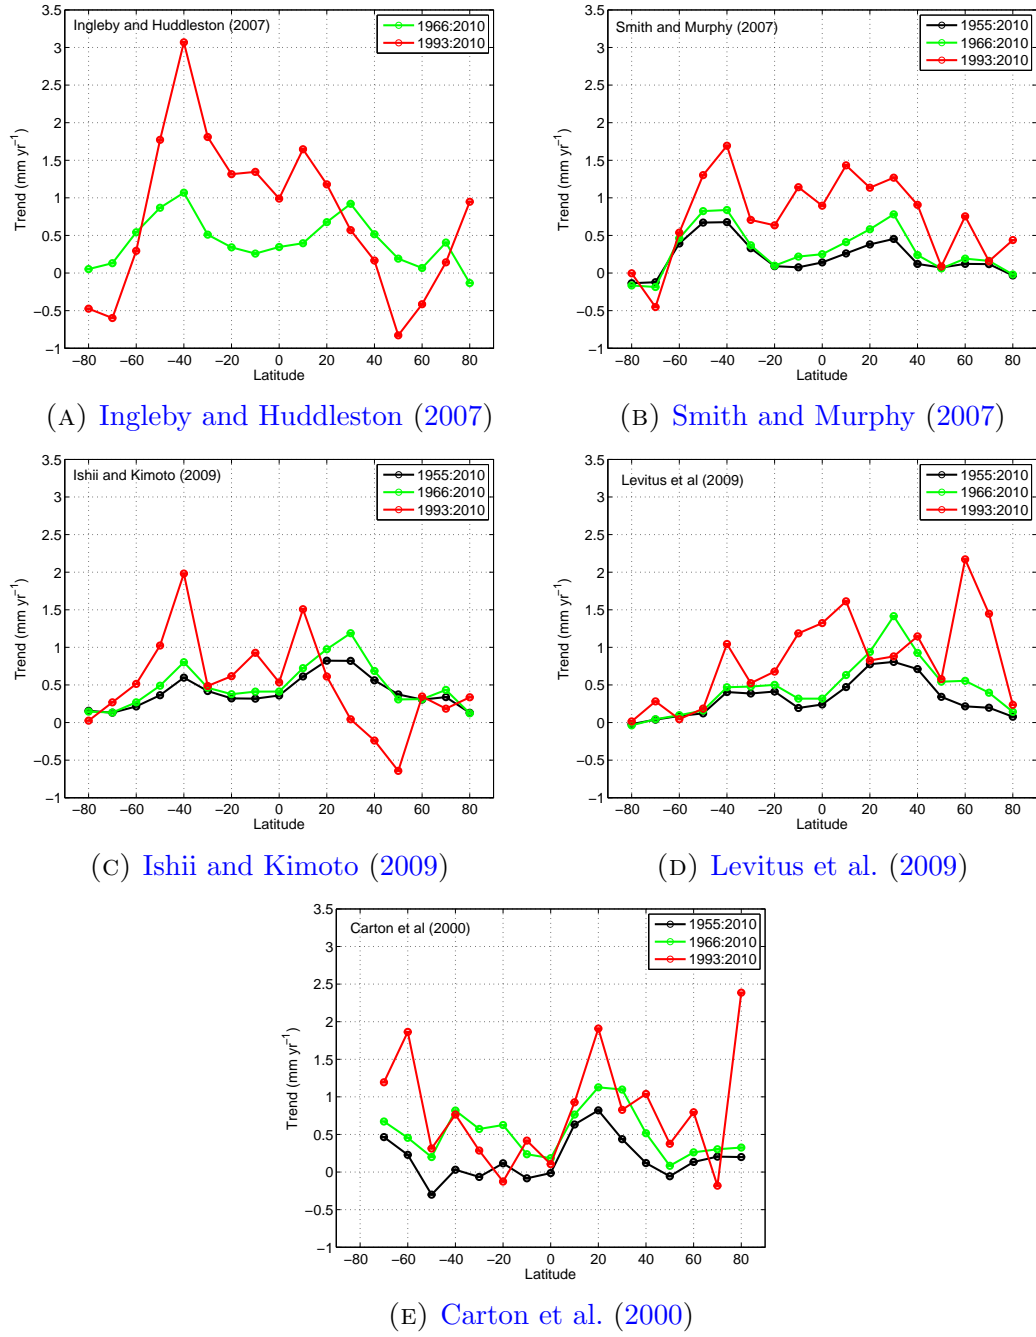 Ingleby and Huddleston (2007)
1966:2010
1993:2010
3.5
3
2.5
2
1.5
1
0.5
0
−0.5
−1
Trend (mm yr−1)
−80 −60 −40 −20 0 20 40 60 80
Latitude
(A) Ingleby and Huddleston (2007)
Smith and Murphy (2007)
1955:2010
1966:2010
1993:2010
3.5
3
2.5
2
1.5
1
0.5
0
−0.5
−1
Trend (mm yr−1)
−80 −60 −40 −20 0 20 40 60 80
Latitude
(B) Smith and Murphy (2007)
Ishii and Kimoto (2009)
1955:2010
1966:2010
1993:2010
3.5
3
2.5
2
1.5
1
0.5
0
−0.5
−1
Trend (mm yr−1)
−80 −60 −40 −20 0 20 40 60 80
Latitude
(C) Ishii and Kimoto (2009)
Levitus et al (2009)
1955:2010
1966:2010
1993:2010
3.5
3
2.5
2
1.5
1
0.5
0
−0.5
−1
Trend (mm yr−1)
−80 −60 −40 −20 0 20 40 60 80
Latitude
(D) Levitus et al. (2009)
Carton et al (2000)
1955:2010
1966:2010
1993:2010
3.5
3
2.5
2
1.5
1
0.5
0
−0.5
−1
Trend (mm yr−1)
−80 −60 −40 −20 0 20 40 60 80
Latitude
(E) Carton et al. (2000)